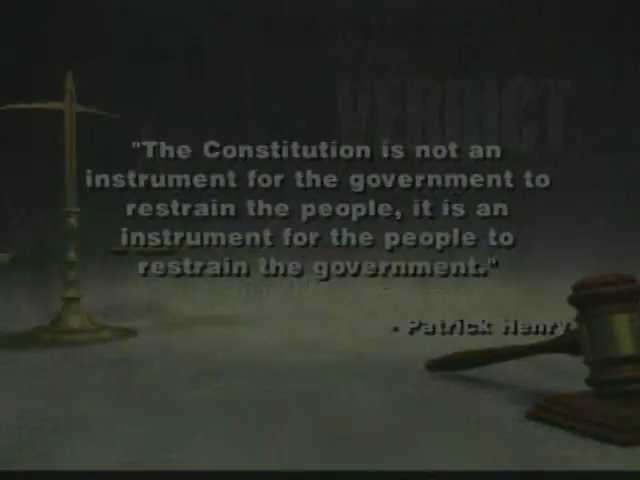 VERDICT
"The Constitution is not an
instrument for the government to
restrain the people, it is an
instrument for the people to
restrain the government."
- Patrick Henry